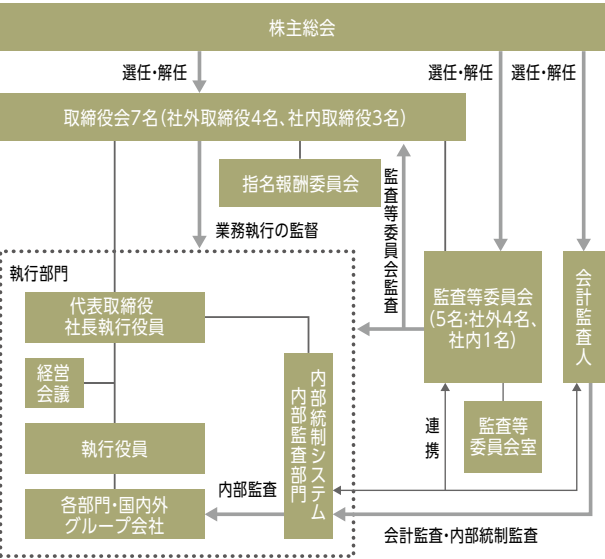 株主総会
選任・解任
選任・解任
選任・解任
取締役会7名(社外取締役4名、社内取締役3名)
指名報酬委員会
監査等委員会監査
業務執行の監督
執行部門
代表取締役
社長執行役員
監査等委員会
(5名:社外4名、
社内1名)
会計監査人
経営
会議
内部統制システム
内部監査部門
執行役員
連携
監査等
委員会室
内部監査
各部門・国内外
グループ会社
会計監査・内部統制監査